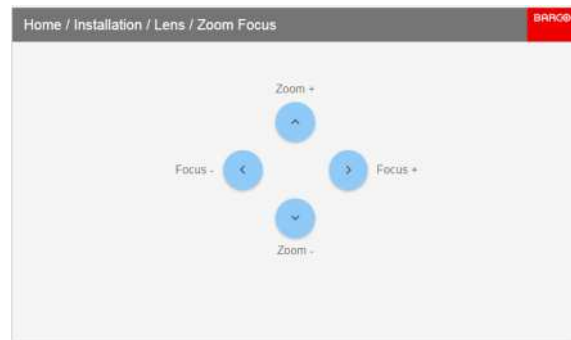 Home / Installation / Lens / Zoom Focus
BARCO
Zoom +
Focus -
Focus +
Zoom -